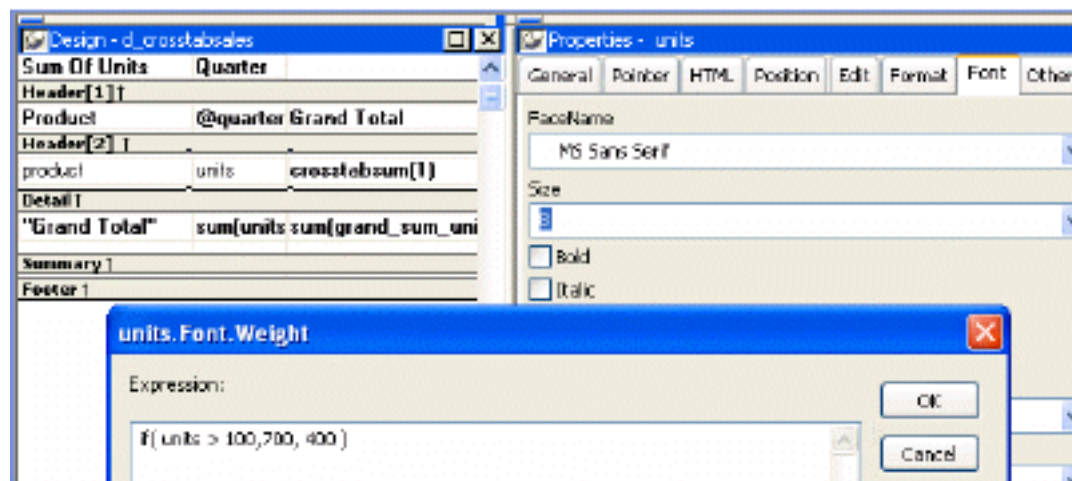 Design - d_crosstabsales
Sum Of Units Quarter
Header[1]↑
Product @quarter Grand Total
Header[2] ↑
product units crosstabsum(1)
Detail↑
"Grand Total" sum(units sum(grand_sum_uni
Summary ↑
Footer ↑
Properties - units
General Pointer HTML Position Edit Format Font Other
FaceName
MS Sans Serif
Size
8
Bold
Italic
units.Font.Weight
Expression:
If( units > 100,700, 400 )
OK
Cancel